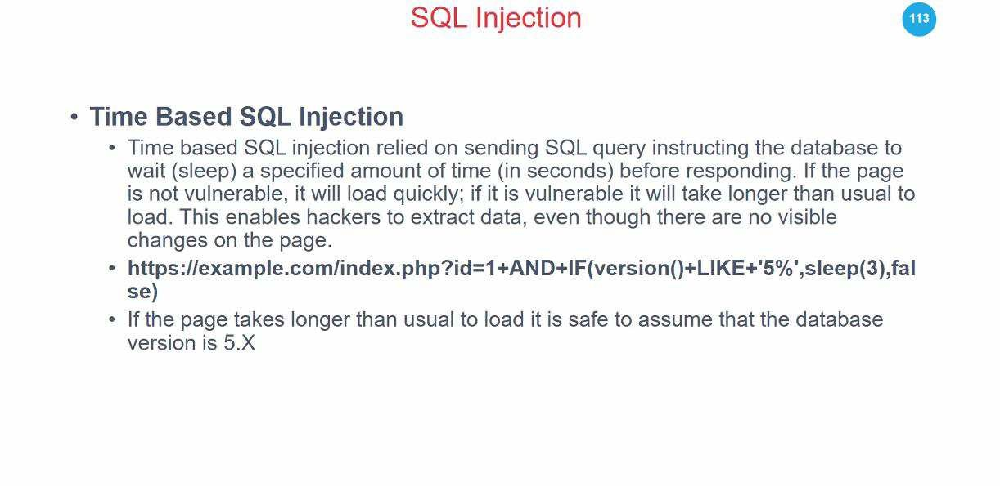 SQL Injection
113
• Time Based SQL Injection
• Time based SQL injection relied on sending SQL query instructing the database to
wait (sleep) a specified amount of time (in seconds) before responding. If the page
is not vulnerable, it will load quickly; if it is vulnerable it will take longer than usual to
load. This enables hackers to extract data, even though there are no visible
changes on the page.
• https://example.com/index.php?id=1+AND+IF(version()+LIKE+'5%',sleep(3),fal
se)
• If the page takes longer than usual to load it is safe to assume that the database
version is 5.X